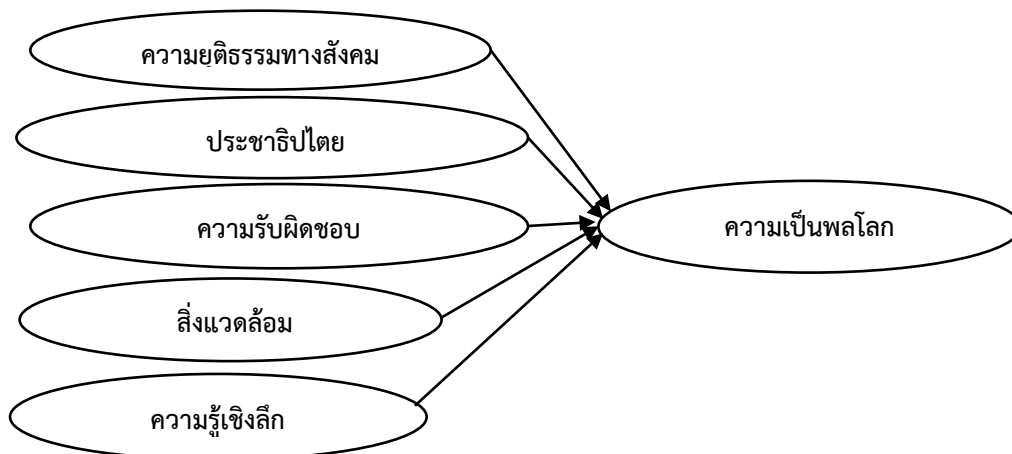 ความยุติธรรมทางสังคม
ประชาธิปไตย
ความรับผิดชอบ
ความเป็นพลโลก
สิ่งแวดล้อม
ความรู้เชิงลึก